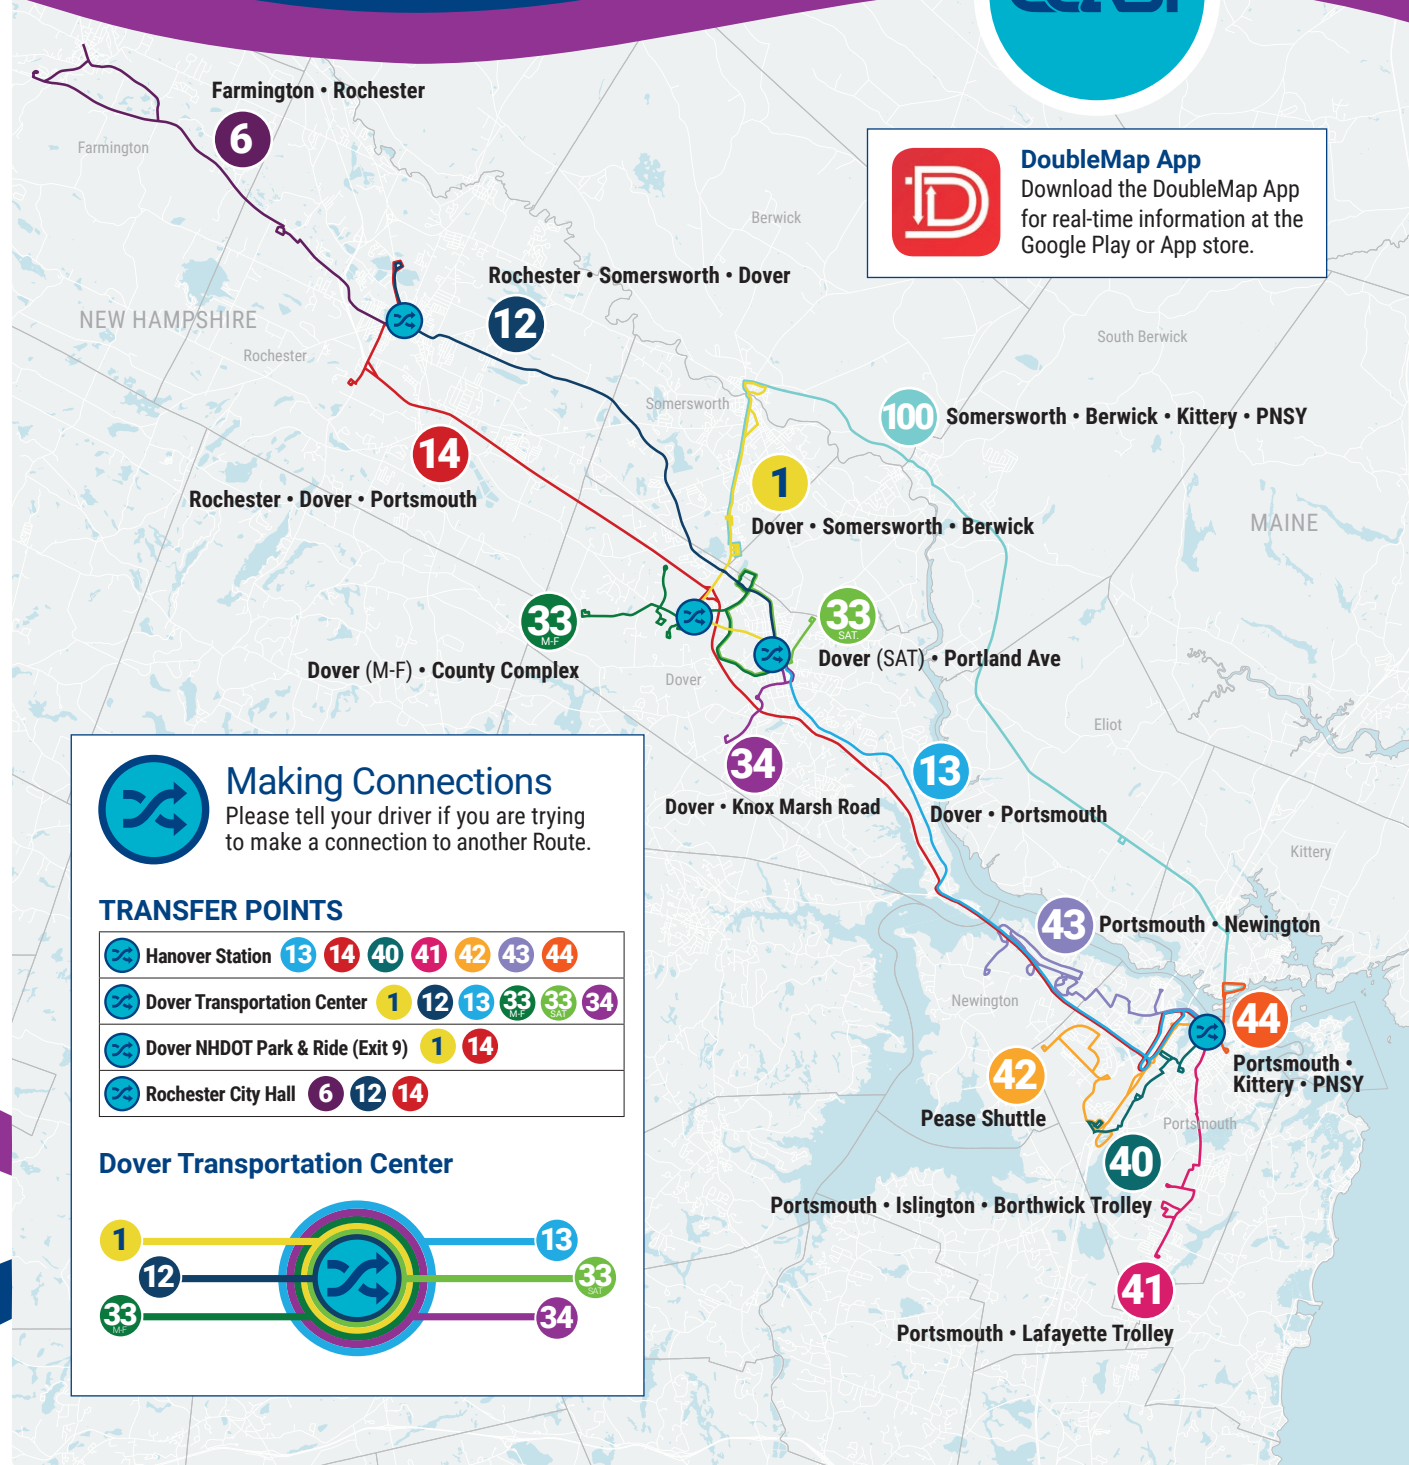 Farmington • Rochester
6
Farmington
DoubleMap App
Download the DoubleMap App
for real-time information at the
Google Play or App store.
Berwick
Rochester • Somersworth • Dover
12
NEW HAMPSHIRE
Rochester
South Berwick
Somersworth
100 Somersworth • Berwick • Kittery • PNSY
14
Rochester • Dover • Portsmouth
1
Dover • Somersworth • Berwick
MAINE
33
M-F
Dover (M-F) • County Complex
33
SAT.
Dover (SAT) • Portland Ave
Dover
Eliot
34
Dover • Knox Marsh Road
13
Dover • Portsmouth
Kittery
43 Portsmouth • Newington
Newington
44
Portsmouth •
Kittery • PNSY
42
Pease Shuttle
Portsmouth
40
Portsmouth • Islington • Borthwick Trolley
41
Portsmouth • Lafayette Trolley
Making Connections
Please tell your driver if you are trying
to make a connection to another Route.
TRANSFER POINTS
Hanover Station 13 14 40 41 42 43 44
Dover Transportation Center 1 12 13 33 M-F 33 SAT 34
Dover NHDOT Park & Ride (Exit 9) 1 14
Rochester City Hall 6 12 14
Dover Transportation Center
1 13
12 33 SAT
33 M-F 34